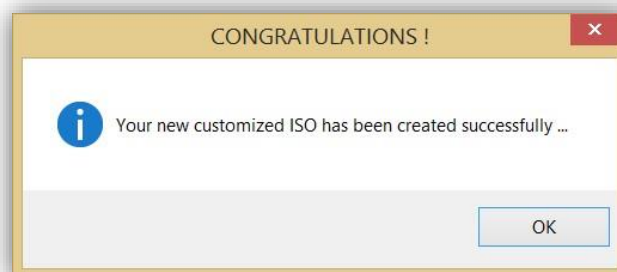 CONGRATULATIONS !
Your new customized ISO has been created successfully ...
OK